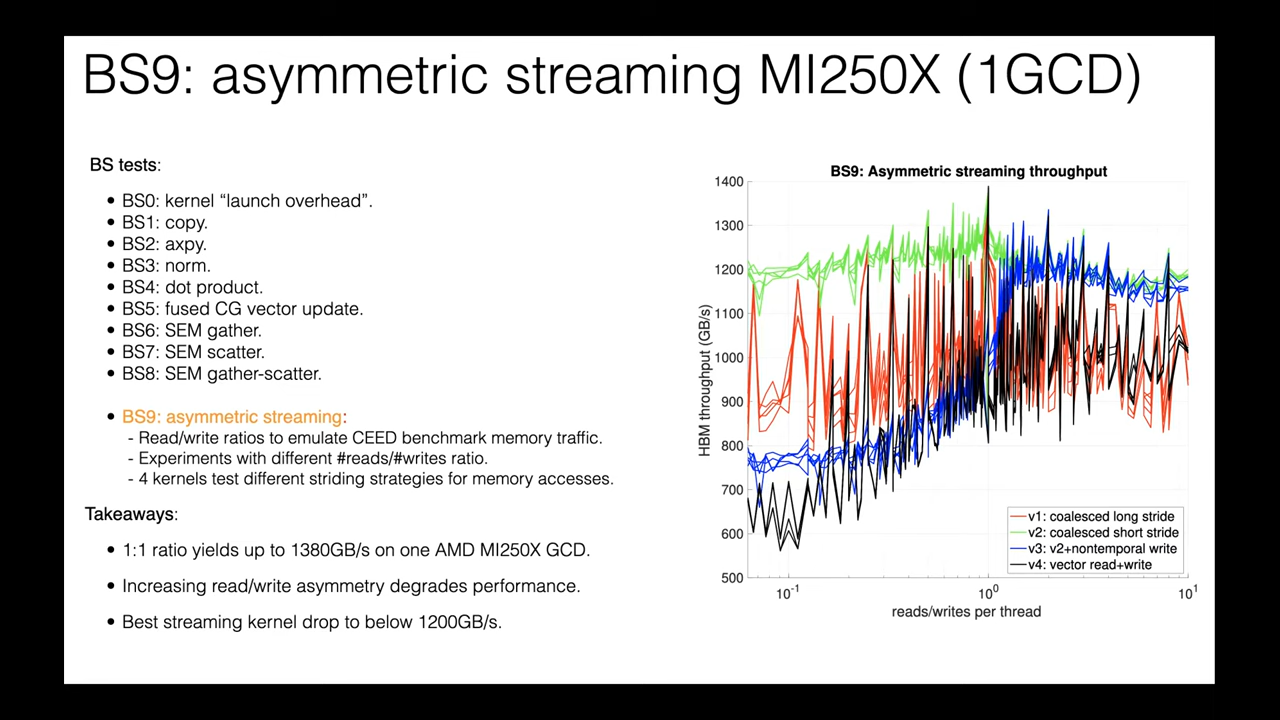 BS9: asymmetric streaming MI250X (1GCD)
BS tests:
• BS0: kernel “launch overhead”.
• BS1: copy.
• BS2: axpy.
• BS3: norm.
• BS4: dot product.
• BS5: fused CG vector update.
• BS6: SEM gather.
• BS7: SEM scatter.
• BS8: SEM gather-scatter.
• BS9: asymmetric streaming:
- Read/write ratios to emulate CEED benchmark memory traffic.
- Experiments with different #reads/#writes ratio.
- 4 kernels test different striding strategies for memory accesses.
Takeaways:
• 1:1 ratio yields up to 1380GB/s on one AMD MI250X GCD.
• Increasing read/write asymmetry degrades performance.
• Best streaming kernel drop to below 1200GB/s.
BS9: Asymmetric streaming throughput
HBM throughput (GB/s)
1400
1300
1200
1100
1000
900
800
700
600
500
v1: coalesced long stride
v2: coalesced short stride
v3: v2+nontemporal write
v4: vector read+write
10⁻¹
10⁰
10¹
reads/writes per thread